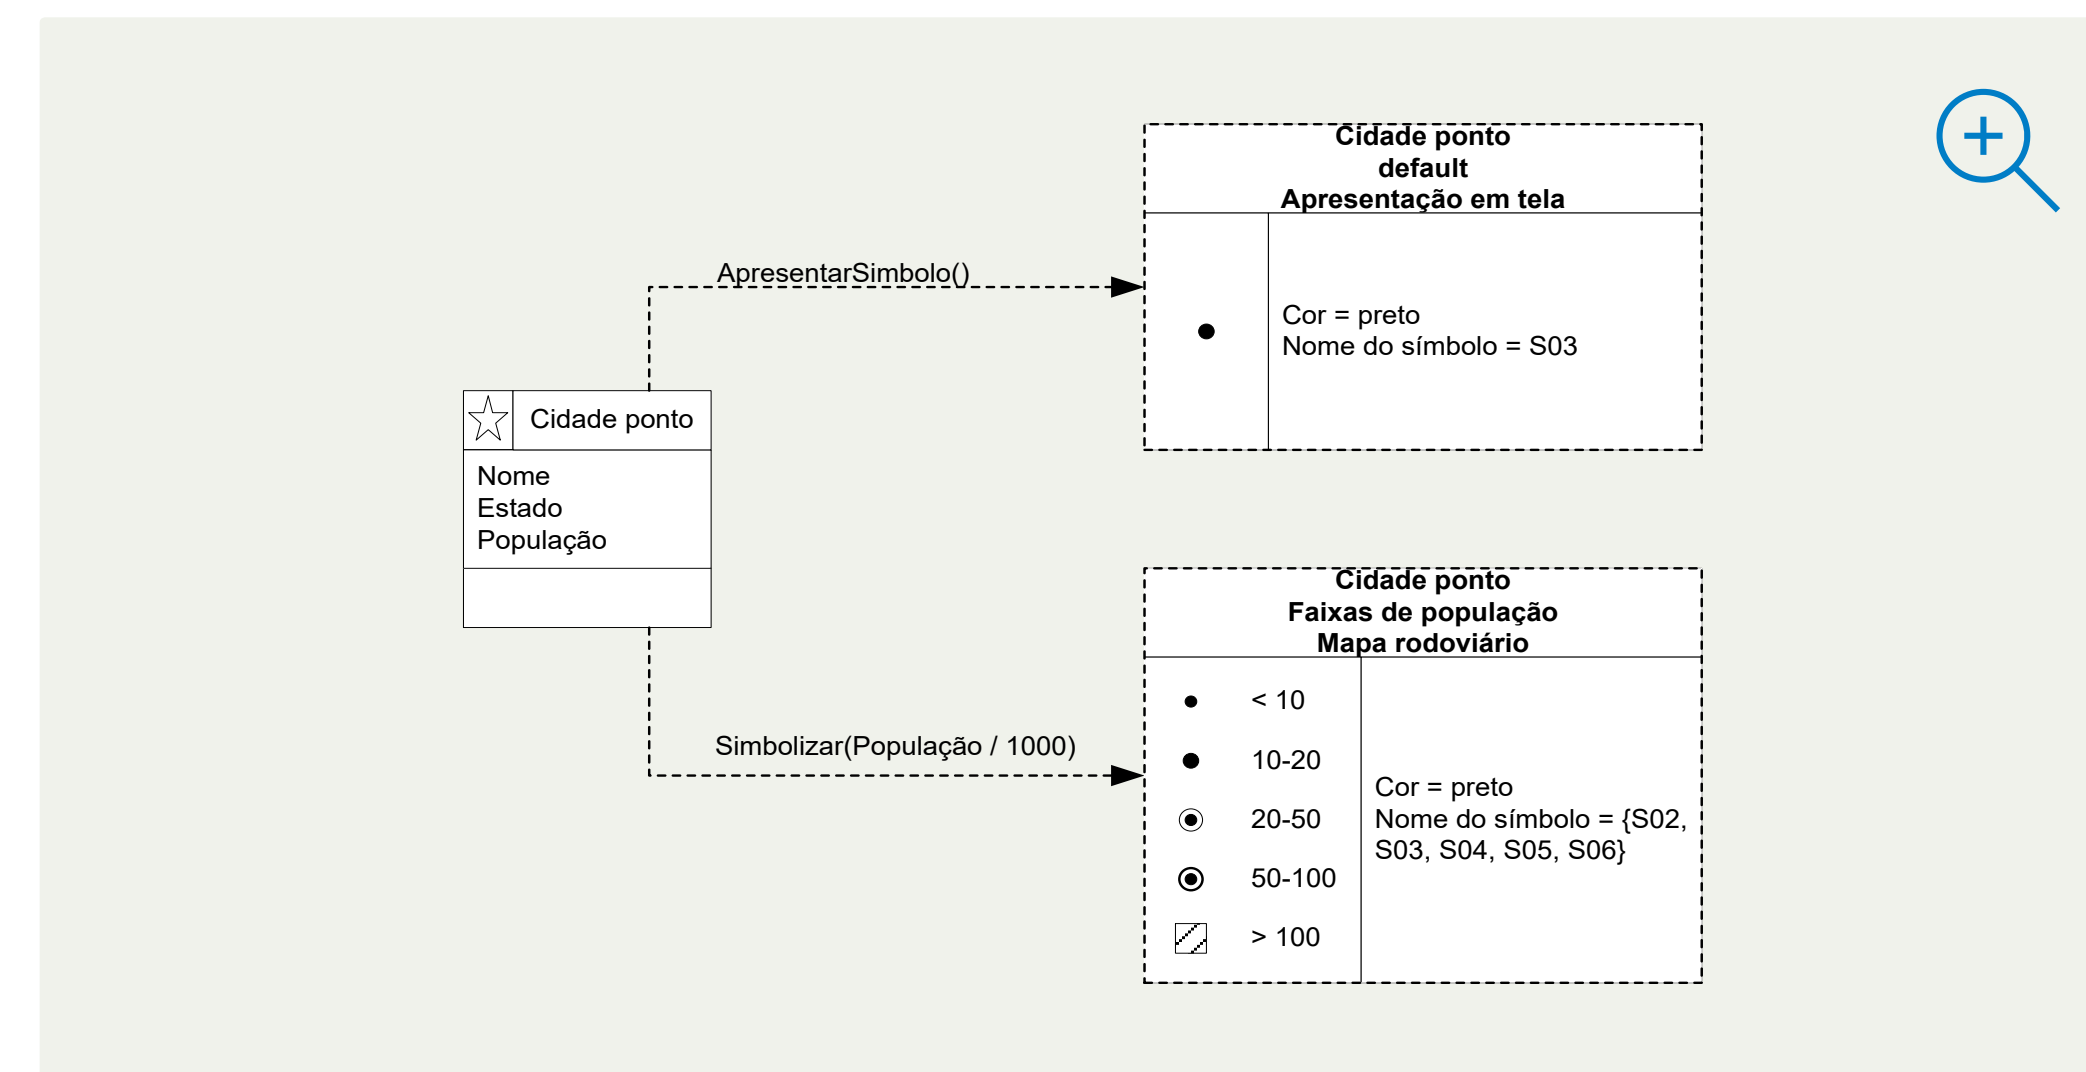 Cidade ponto
default
Apresentação em tela
ApresentarSimbolo()
Cor = preto
Nome do símbolo = S03
Cidade ponto
Nome
Estado
População
Cidade ponto
Faixas de população
Mapa rodoviário
Simbolizar(População / 1000)
< 10
10-20
20-50
50-100
> 100
Cor = preto
Nome do símbolo = {S02,
S03, S04, S05, S06}